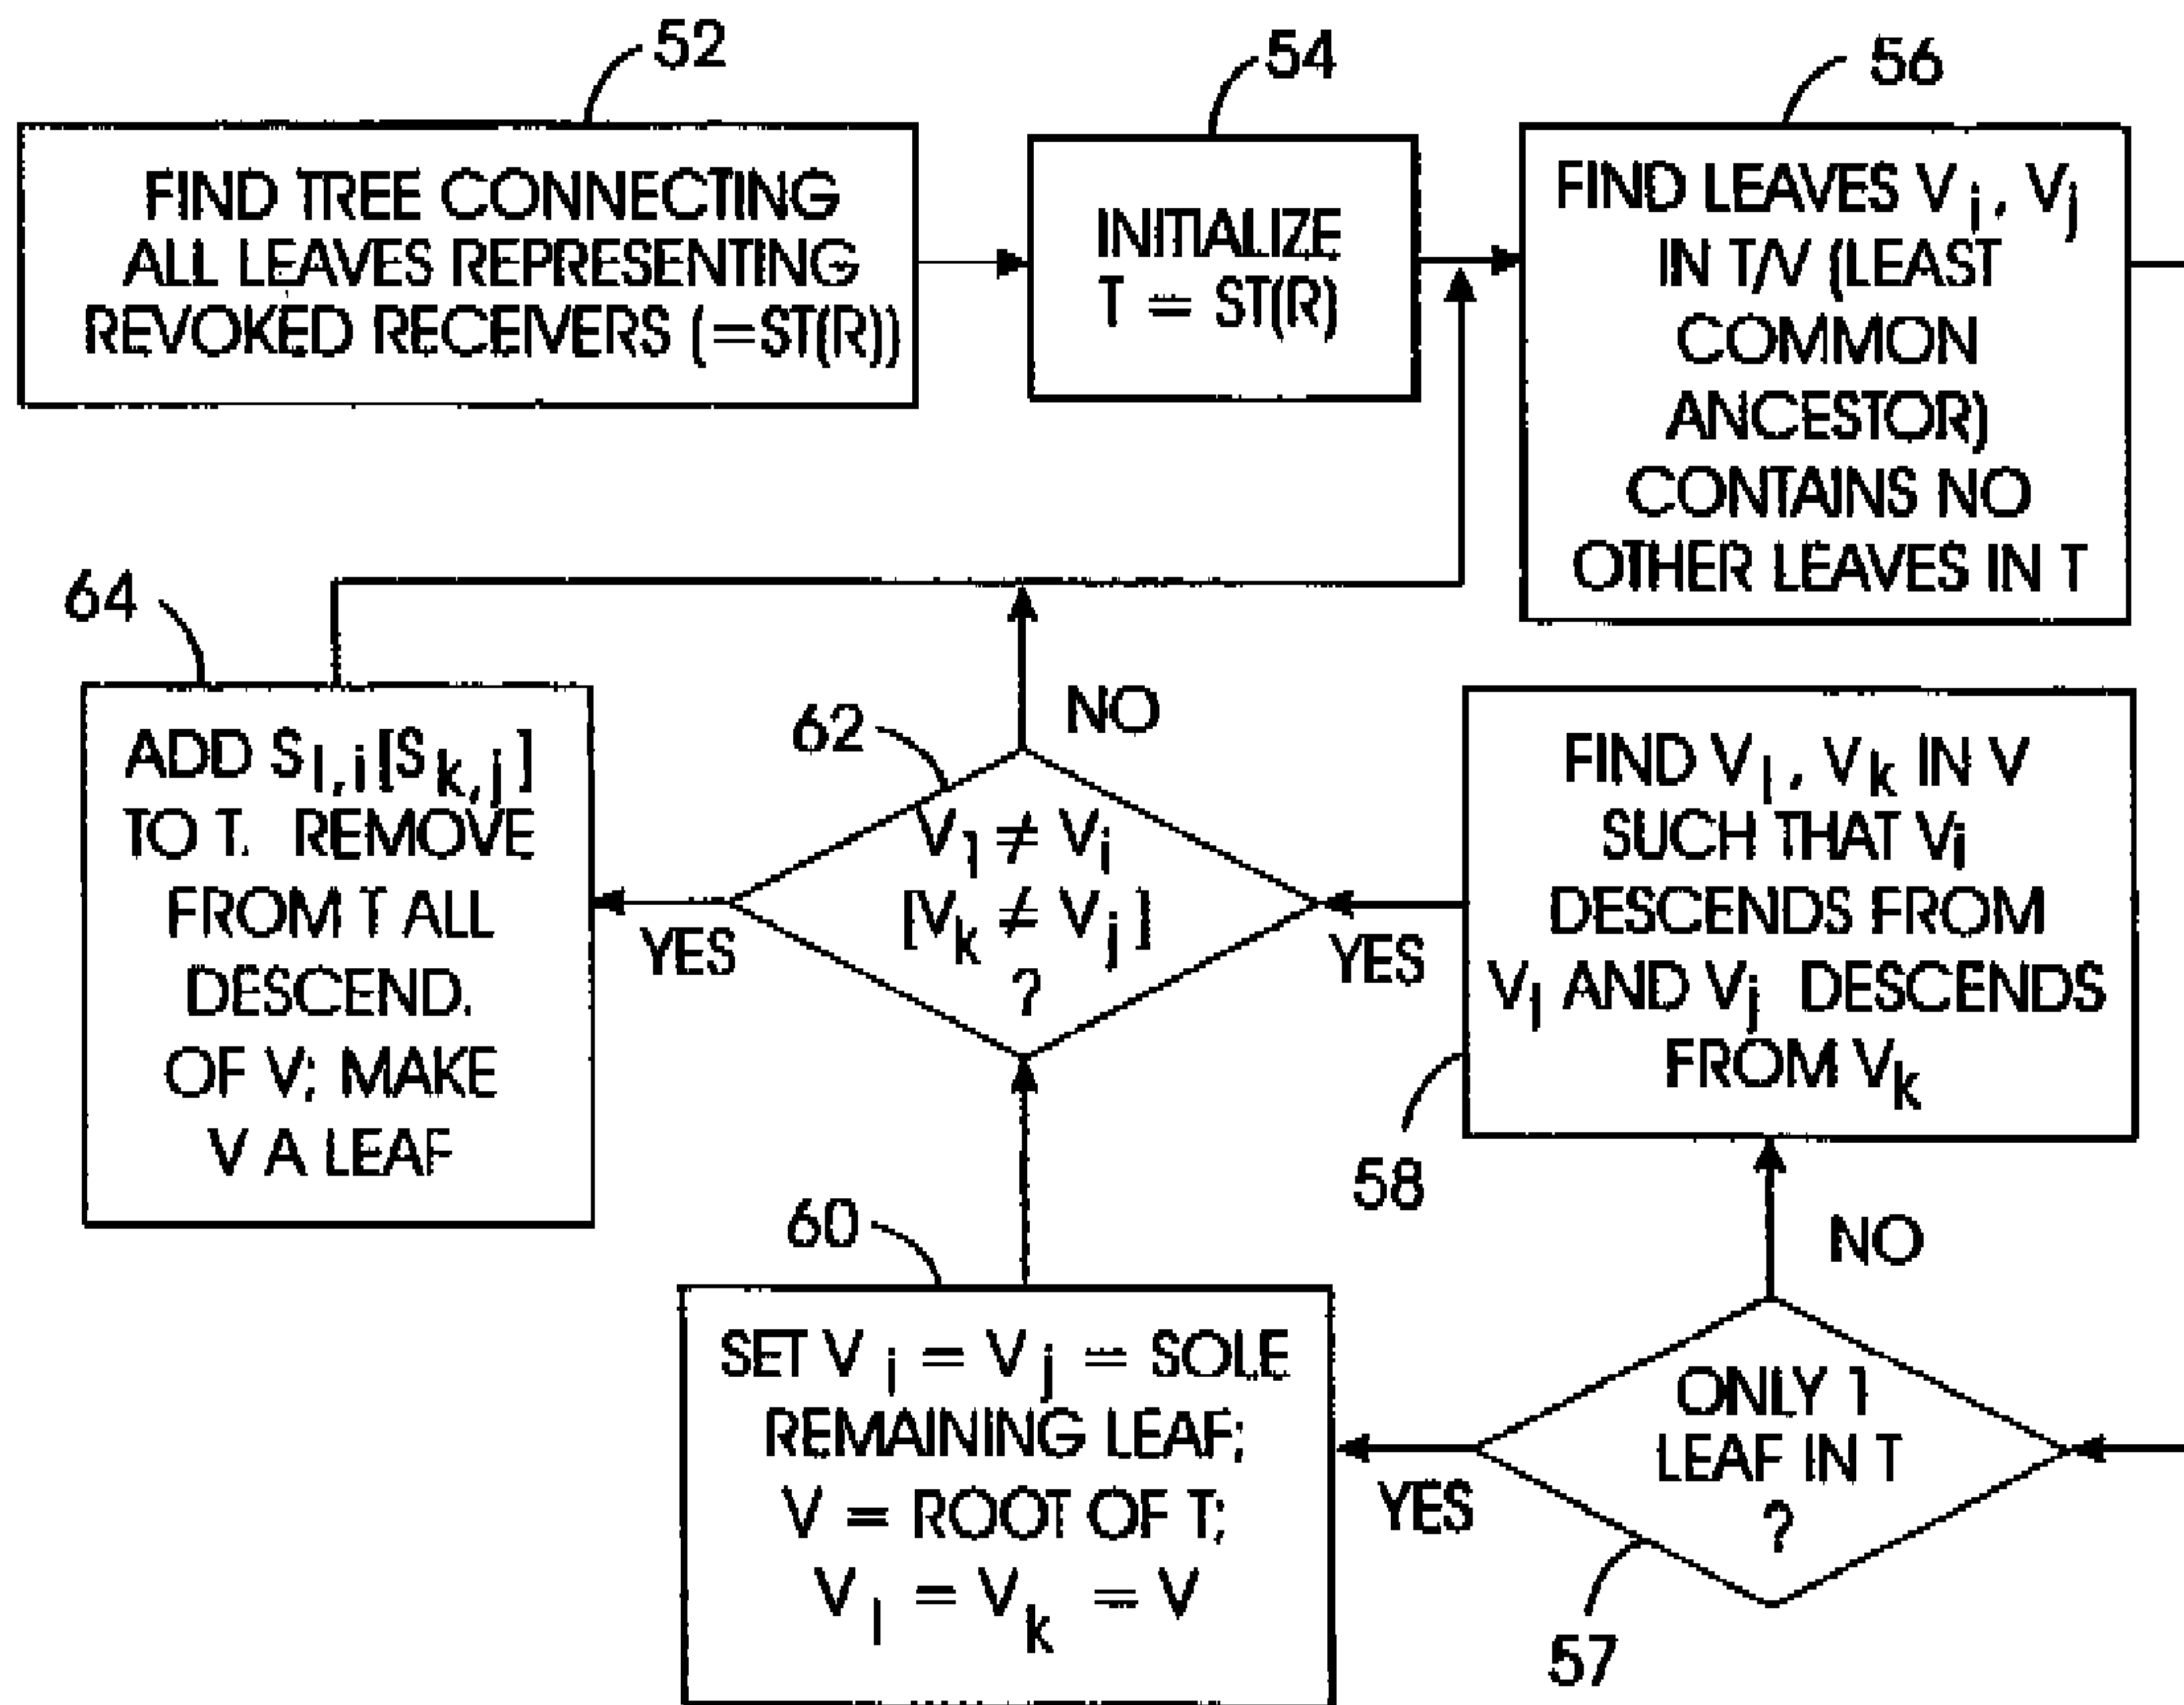 52
FIND TREE CONNECTING
ALL LEAVES REPRESENTING
REVOKED RECEIVERS (=ST(R))
54
INITIALIZE
T = ST(R)
56
FIND LEAVES V i , V j
IN T/V (LEAST
COMMON
ANCESTOR)
CONTAINS NO
OTHER LEAVES IN T
64
ADD S l,i [S k,j ]
TO T. REMOVE
FROM T ALL
DESCEND.
OF V; MAKE
V A LEAF
62
NO
V l ≠ V i
[V k ≠ V j ]
?
YES
YES
FIND V l , V k IN V
SUCH THAT V i
DESCENDS FROM
V l AND V j DESCENDS
FROM V k
58
NO
60
SET V i = V j = SOLE
REMAINING LEAF;
V = ROOT OF T;
V l = V k = V
YES
ONLY 1
LEAF IN T
?
57